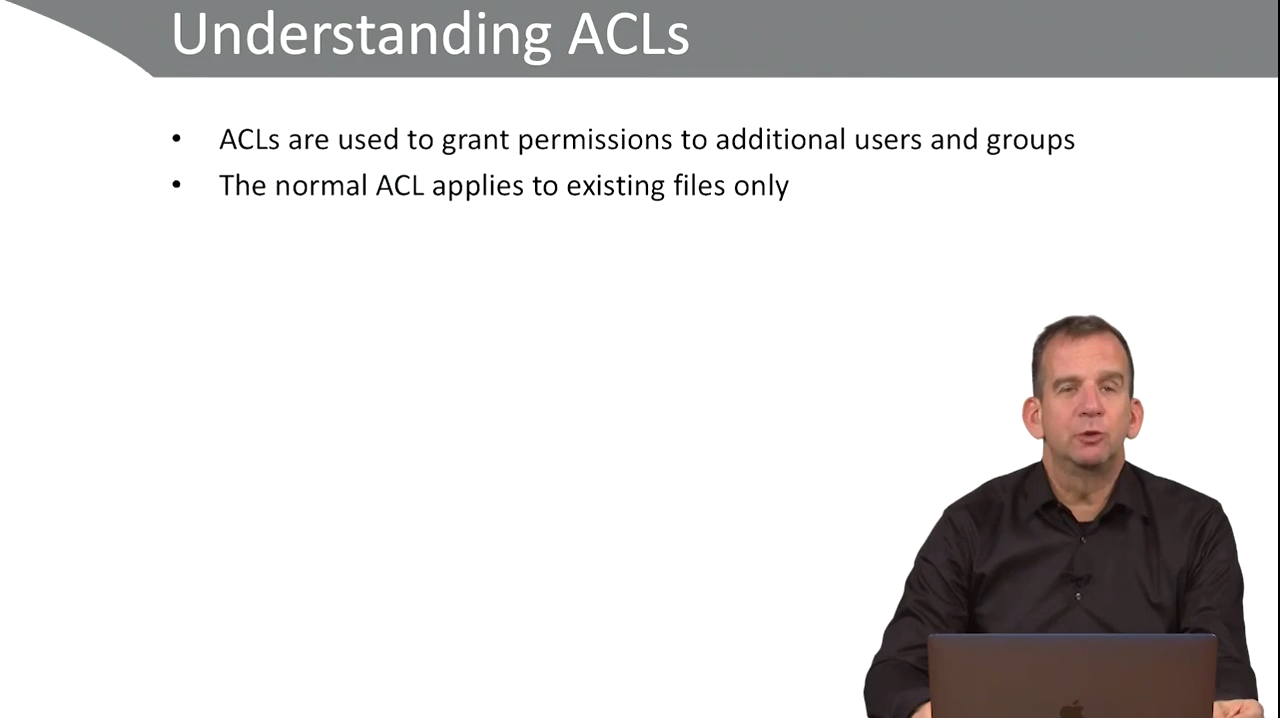 Understanding ACLs
• ACLs are used to grant permissions to additional users and groups
• The normal ACL applies to existing files only